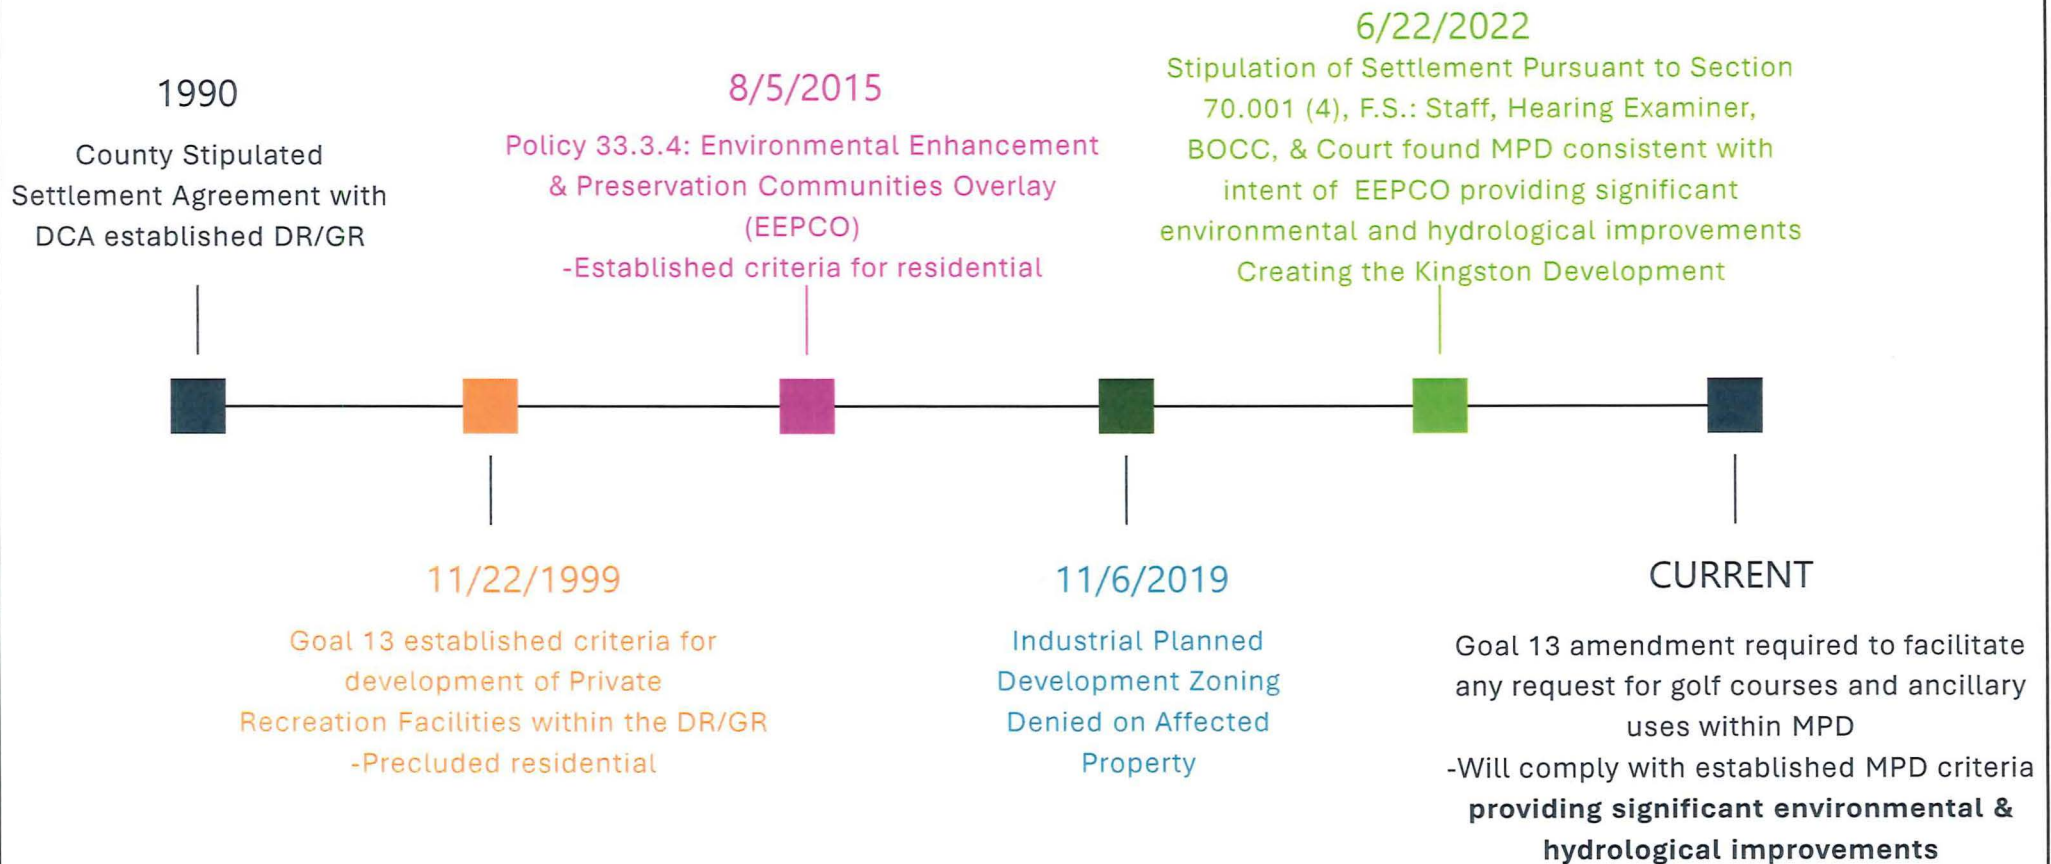 1990
County Stipulated
Settlement Agreement with
DCA established DR/GR
11/22/1999
Goal 13 established criteria for
development of Private
Recreation Facilities within the DR/GR
-Precluded residential
8/5/2015
Policy 33.3.4: Environmental Enhancement
& Preservation Communities Overlay
(EEPCO)
-Established criteria for residential
11/6/2019
Industrial Planned
Development Zoning
Denied on Affected
Property
6/22/2022
Stipulation of Settlement Pursuant to Section
70.001 (4), F.S.: Staff, Hearing Examiner,
BOCC, & Court found MPD consistent with
intent of EEPCO providing significant
environmental and hydrological improvements
Creating the Kingston Development
CURRENT
Goal 13 amendment required to facilitate
any request for golf courses and ancillary
uses within MPD
-Will comply with established MPD criteria
providing significant environmental &
hydrological improvements